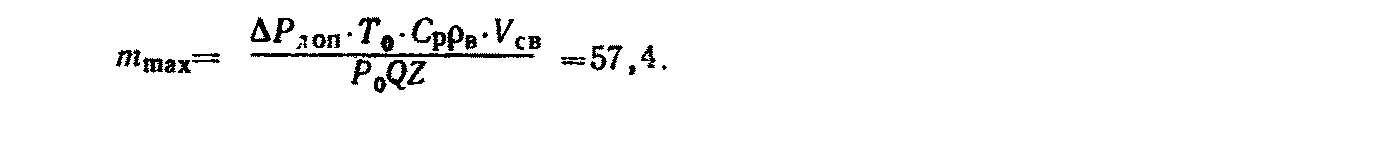 m_max = (ΔP_доп · T_0 · C_p ρ_в · V_св) / (P_0 Q Z) = 57,4.